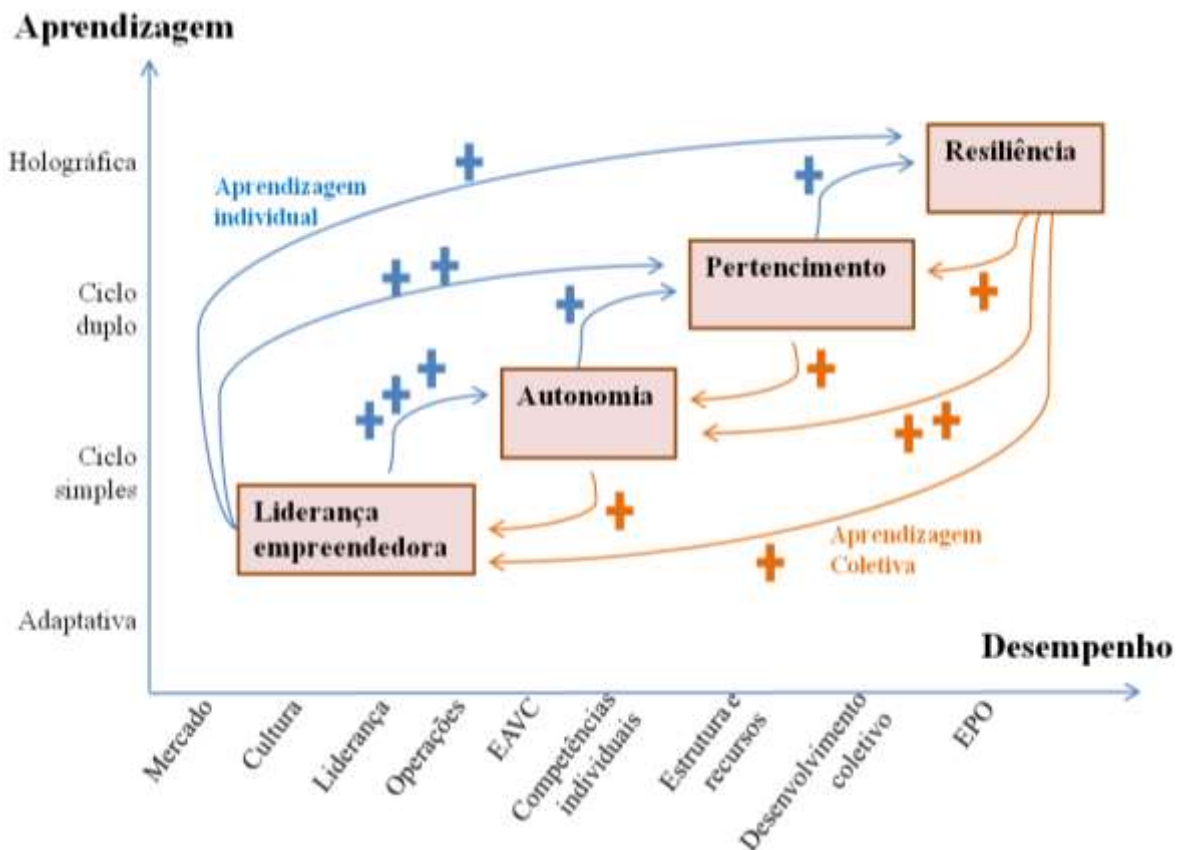 Aprendizagem
Holográfica
Aprendizagem
individual
Resiliência
Pertencimento
Ciclo
duplo
Autonomia
Ciclo
simples
Liderança
empreendedora
Aprendizagem
Coletiva
Adaptativa
Desempenho
Mercado
Cultura
Liderança
Operações
EAVC
Competências
individuais
Estrutura e
recursos
Desenvolvimento
coletivo
EPO